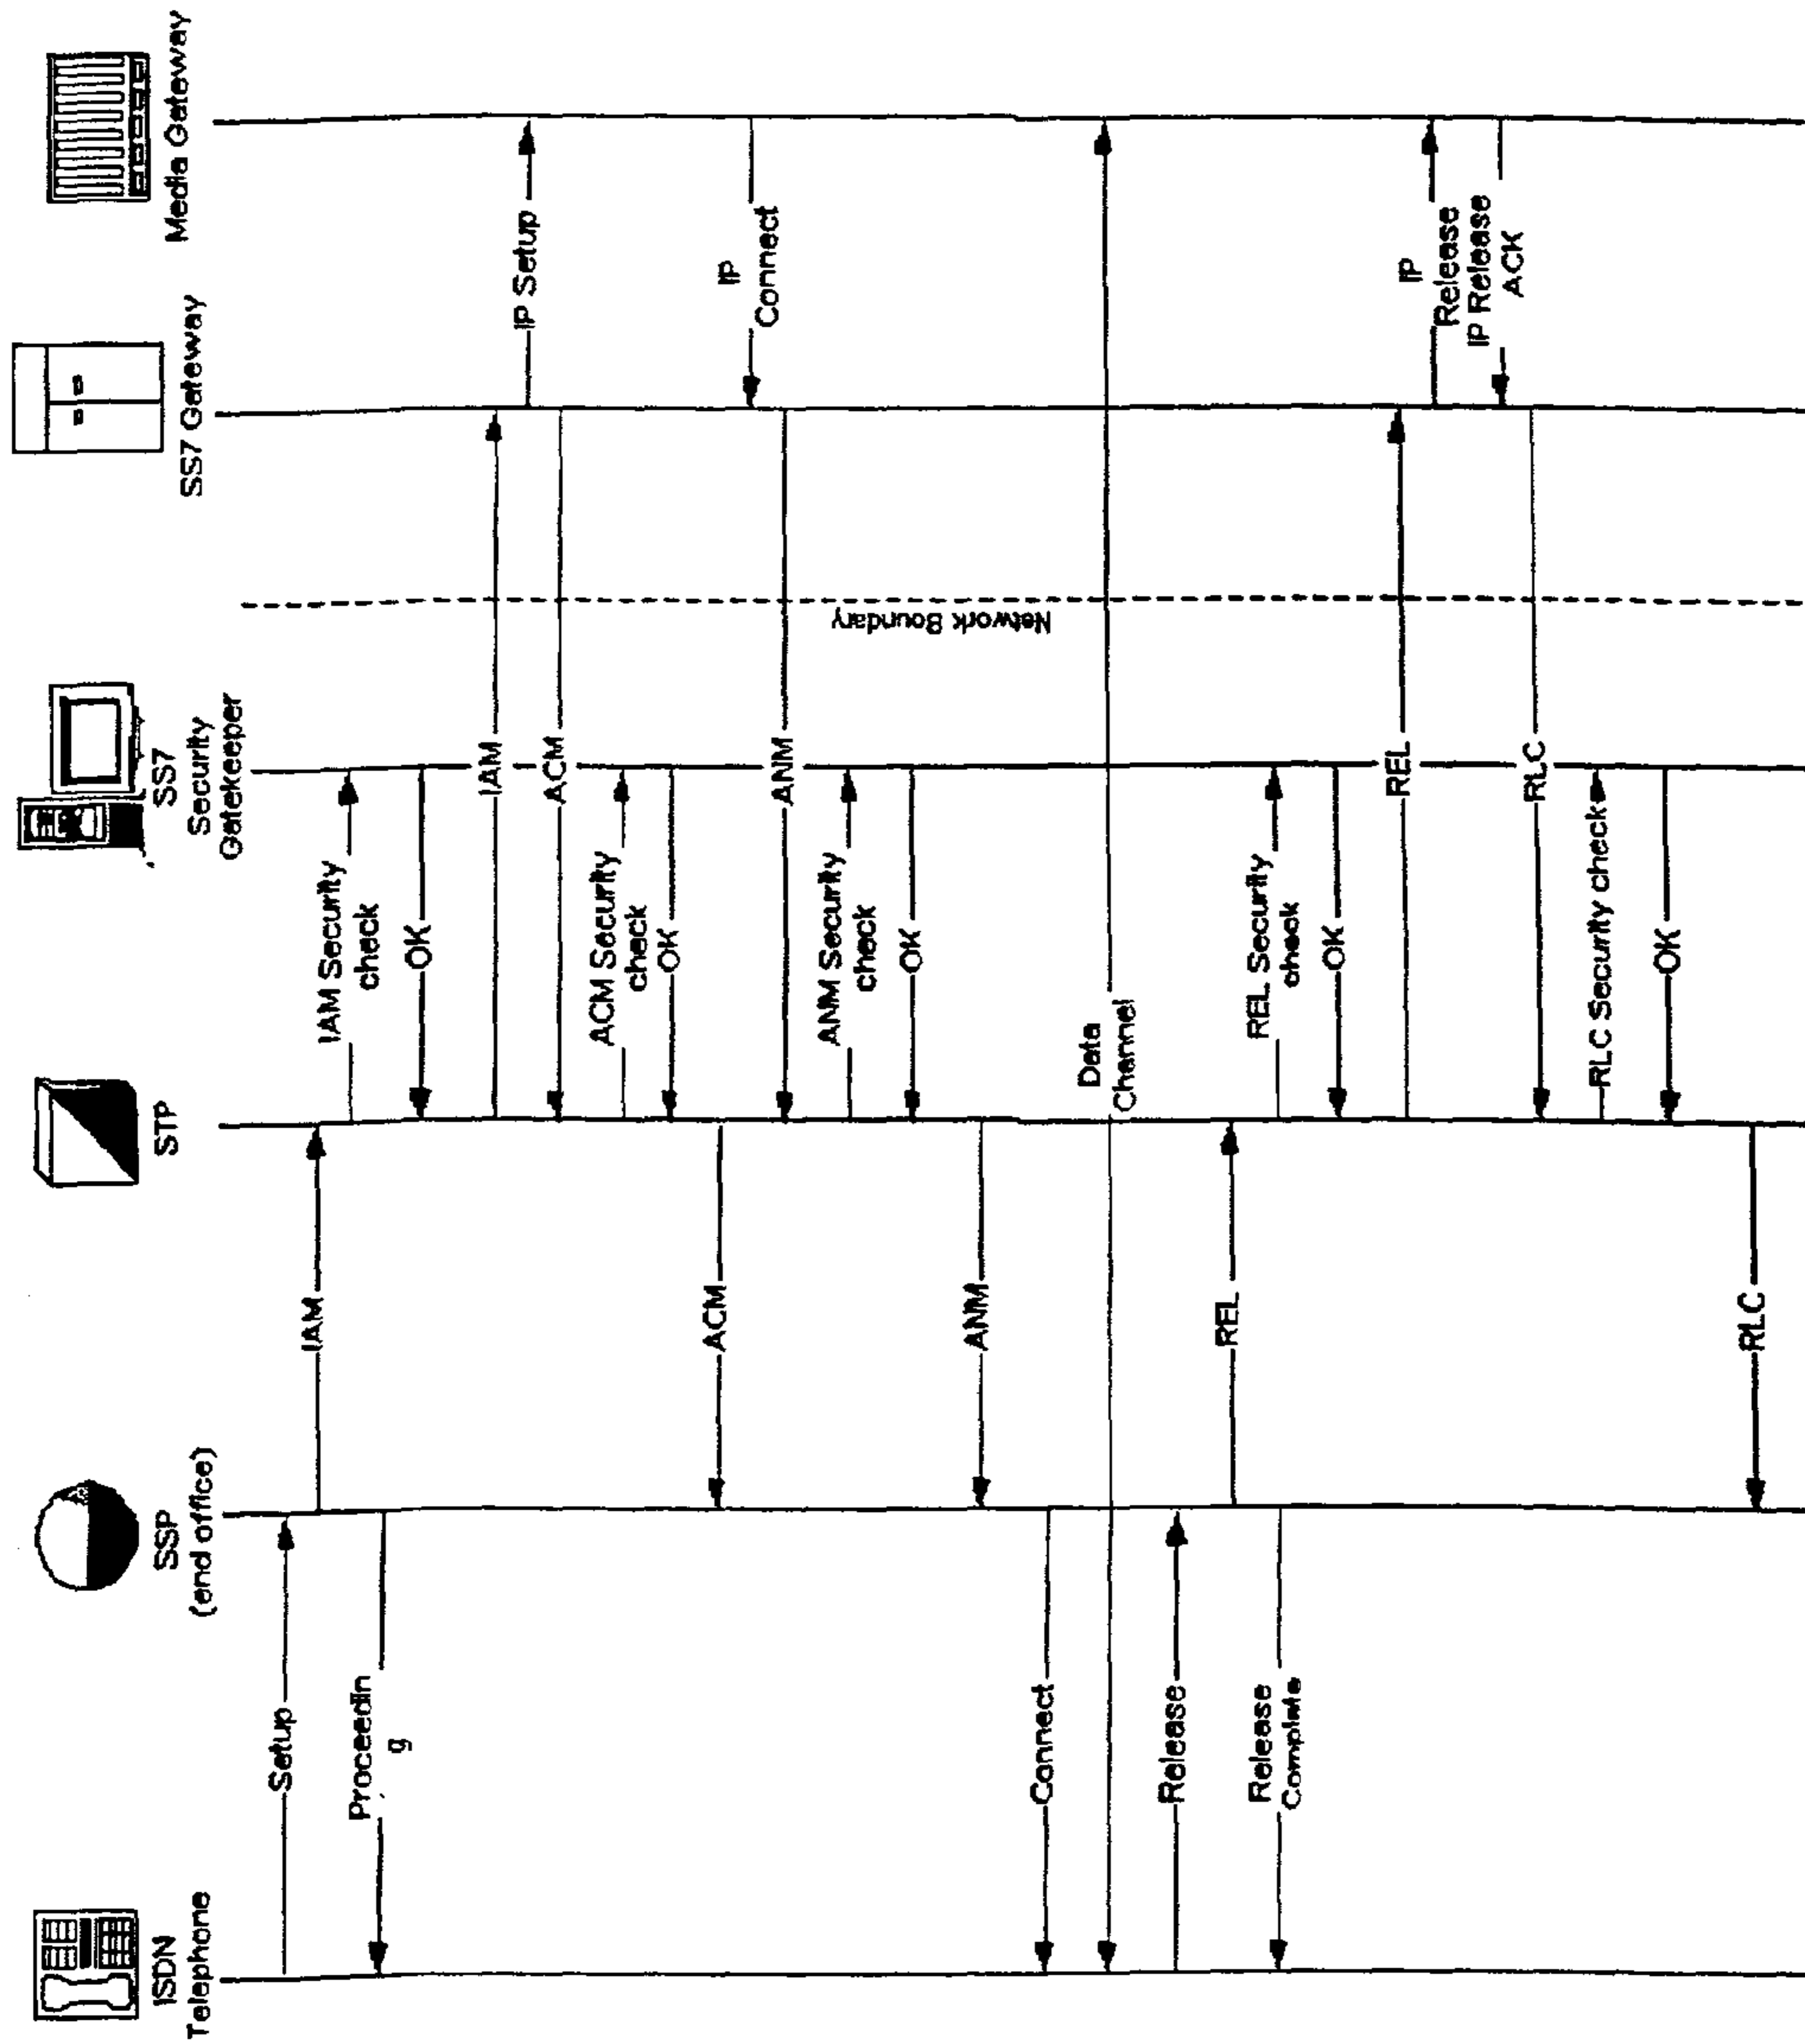 ISDN
Telephone
SSP
(end office)
STP
SS7
Security
Gatekeeper
SS7 Gateway
Media Gateway
Setup
IAM
IAM Security
check
Proceedin
g
OK
IAM
IP Setup
ACM
ACM Security
check
OK
ACM
IP
Connect
ANM
ANM Security
check
OK
ANM
Network Boundary
Connect
Data
Channel
Release
REL
REL Security
check
Release
Complete
OK
REL
IP
Release
IP Release
ACK
RLC
RLC Security check
OK
RLC